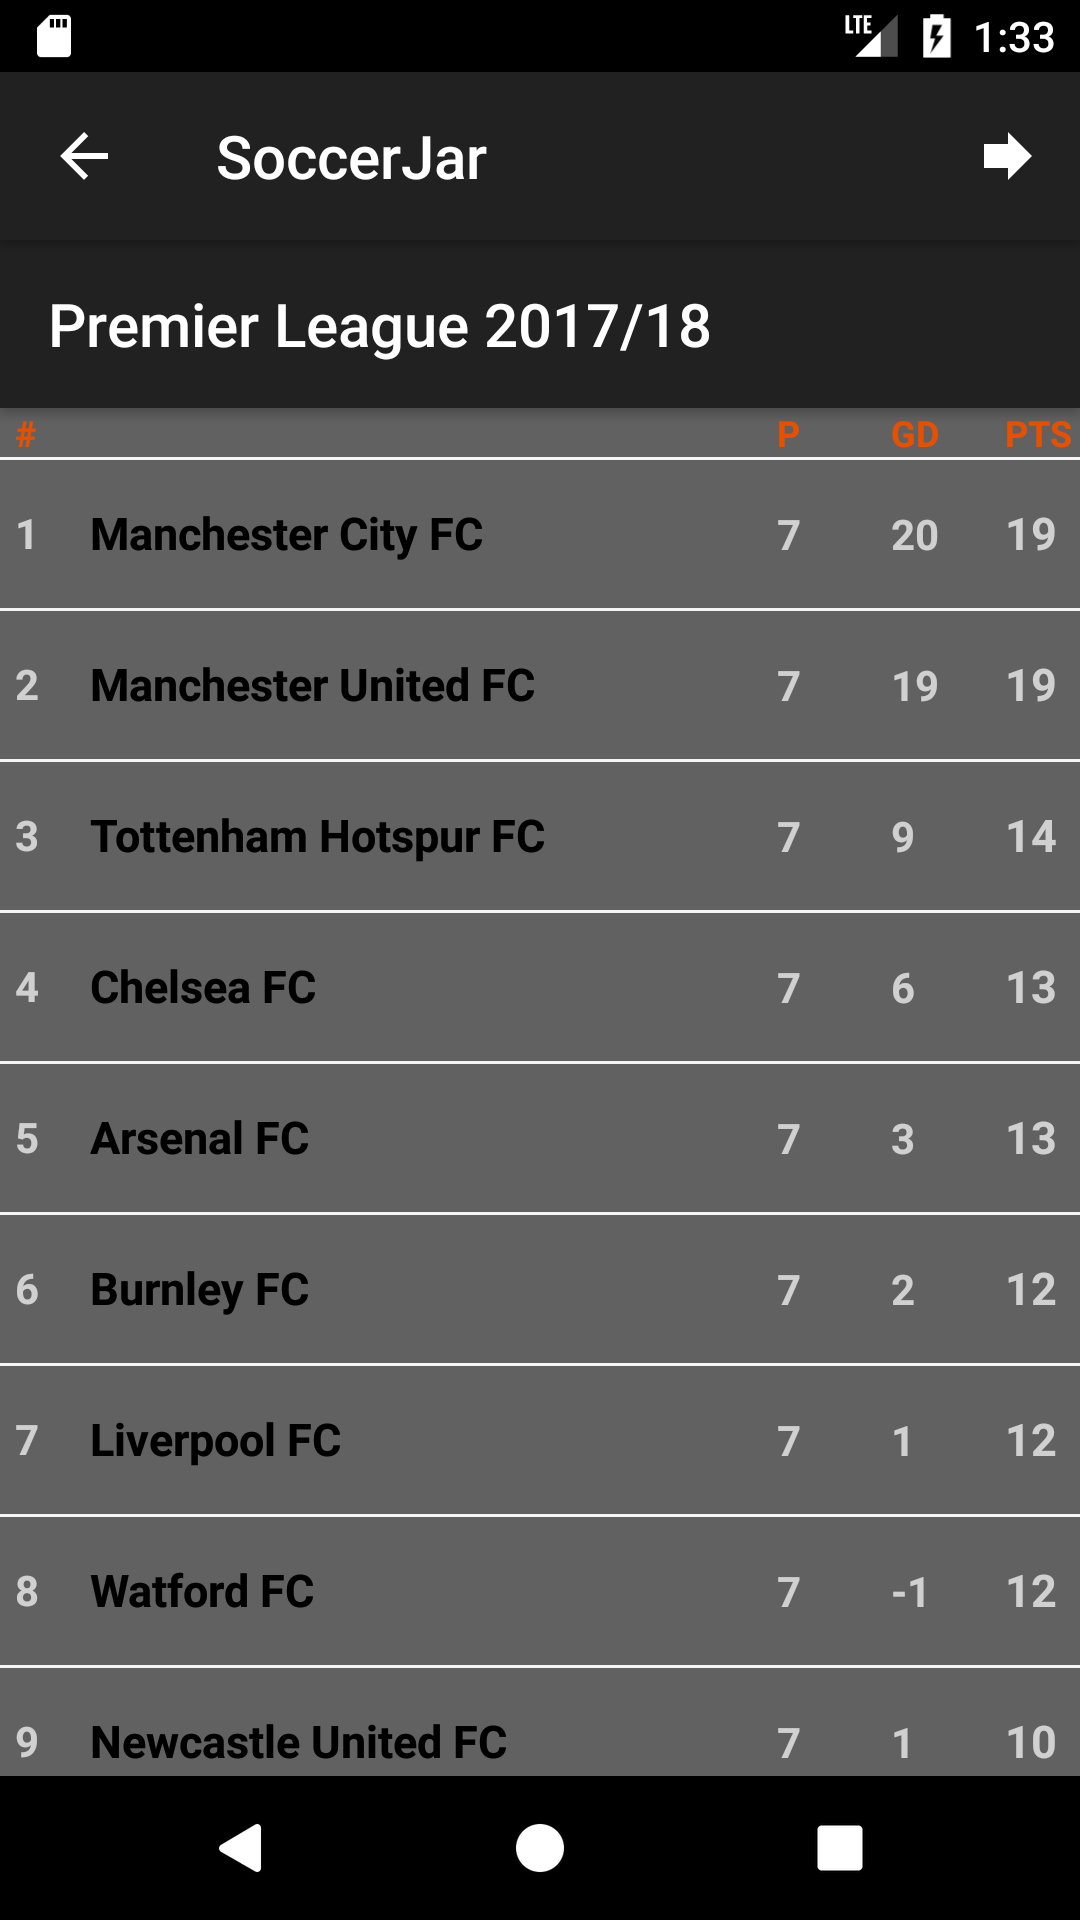 LTE 1:33
SoccerJar
Premier League 2017/18
# P GD PTS
1 Manchester City FC 7 20 19
2 Manchester United FC 7 19 19
3 Tottenham Hotspur FC 7 9 14
4 Chelsea FC 7 6 13
5 Arsenal FC 7 3 13
6 Burnley FC 7 2 12
7 Liverpool FC 7 1 12
8 Watford FC 7 -1 12
9 Newcastle United FC 7 1 10